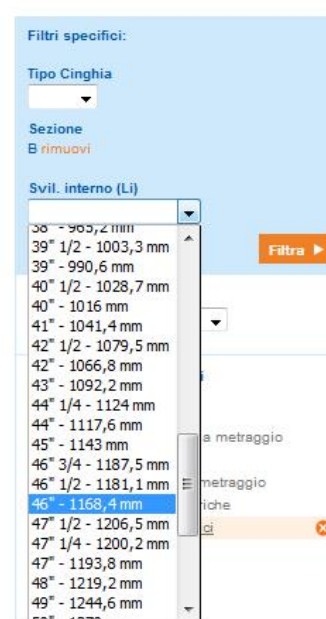 Filtri specifici:
Tipo Cinghia
Sezione
B rimuovi
Svil. interno (Li)
38" - 965,2 mm
39" 1/2 - 1003,3 mm
39" - 990,6 mm
Filtra
40" 1/2 - 1028,7 mm
40" - 1016 mm
41" - 1041,4 mm
42" 1/2 - 1079,5 mm
42" - 1066,8 mm
43" - 1092,2 mm
44" 1/4 - 1124 mm
44" - 1117,6 mm
45" - 1143 mm
a metraggio
46" 3/4 - 1187,5 mm
46" 1/2 - 1181,1 mm
metraggio
46" - 1168,4 mm
riche
47" 1/2 - 1206,5 mm
ci
47" 1/4 - 1200,2 mm
47" - 1193,8 mm
48" - 1219,2 mm
49" - 1244,6 mm